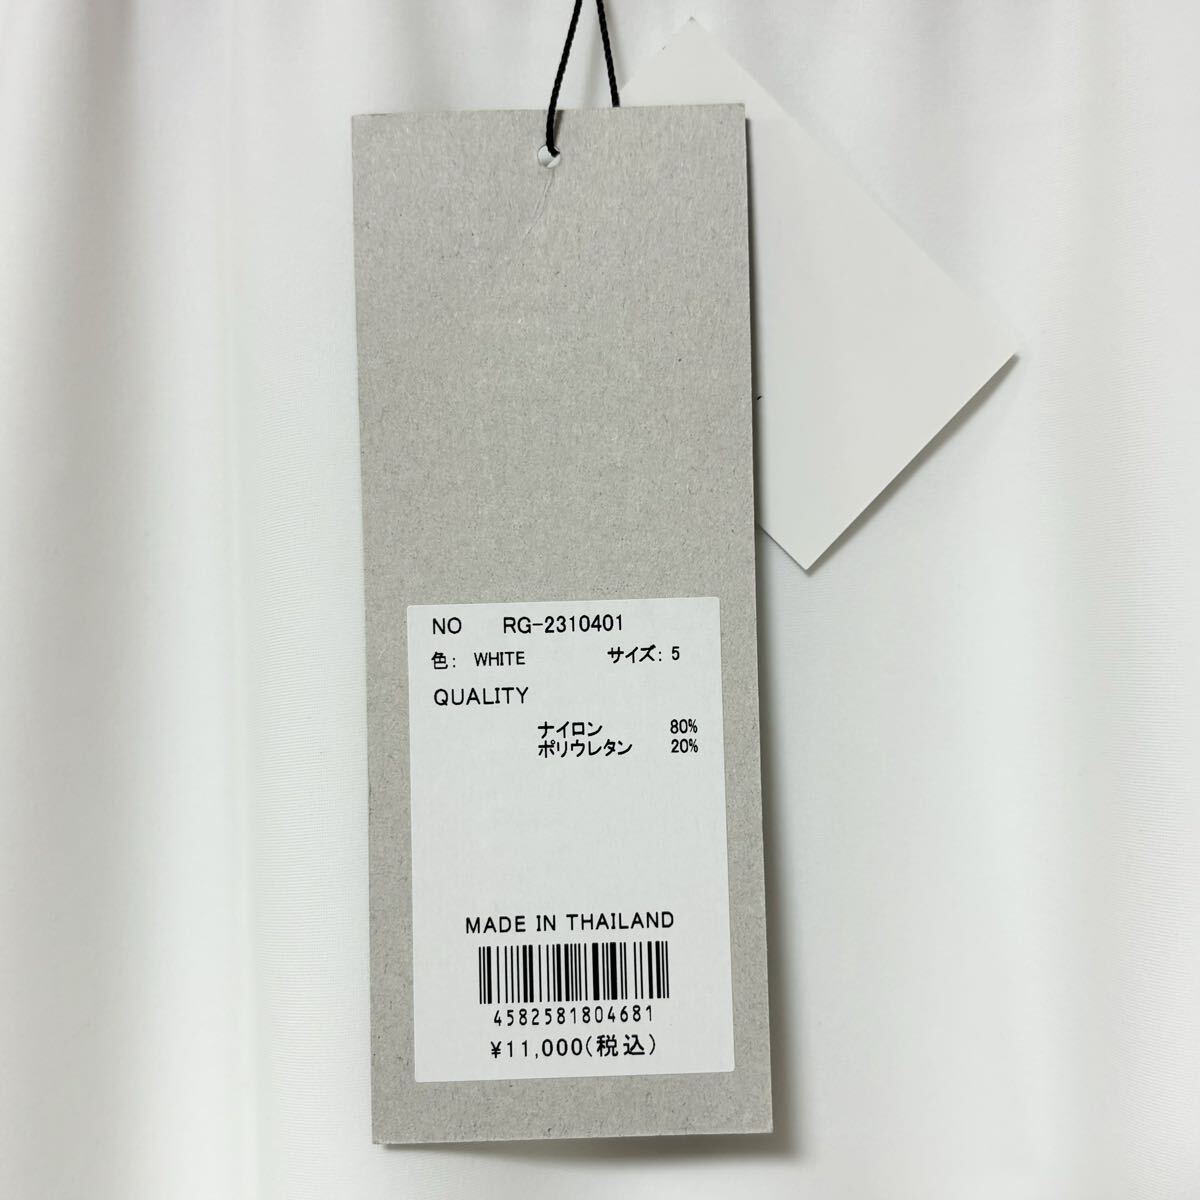 NO RG-2310401
色: WHITE サイズ: 5
QUALITY
ナイロン 80%
ポリウレタン 20%
MADE IN THAILAND
4582581804681
¥11,000(税込)